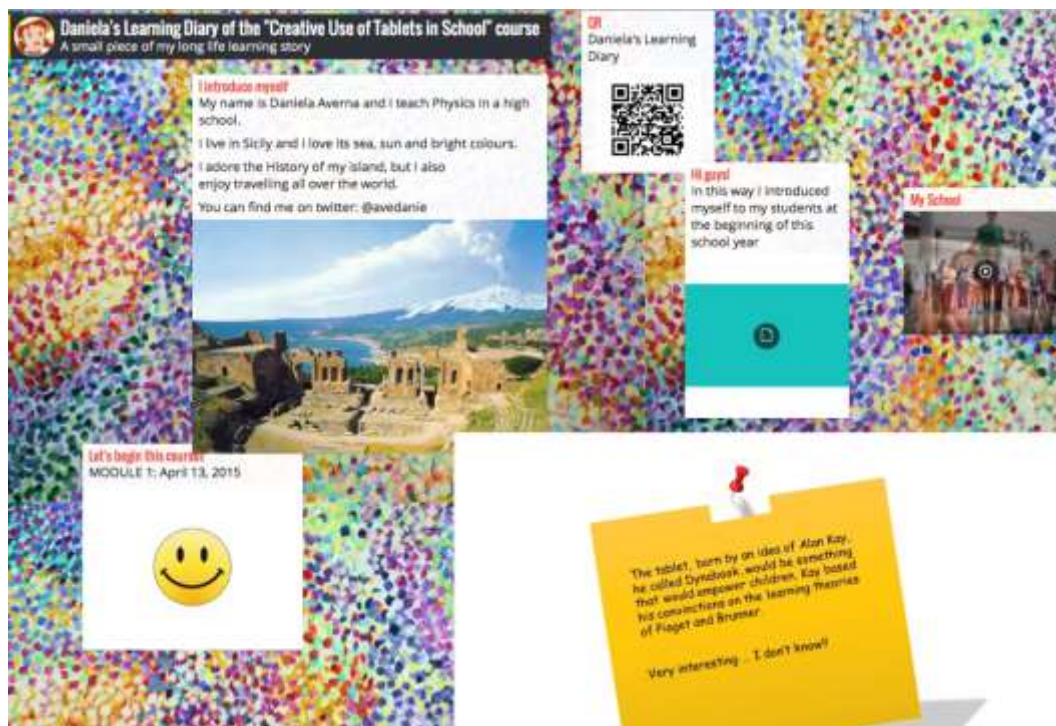 Daniela's Learning Diary of the "Creative Use of Tablets in School" course
A small piece of my long life learning story
I introduce myself
My name is Daniela Averna and I teach Physics in a high
school.
I live in Sicily and I love its sea, sun and bright colours.
I adore the History of my island, but I also
enjoy travelling all over the world.
You can find me on twitter: @avedanie
QR
Daniela's Learning
Diary
Hi guys!
In this way I introduced
myself to my students at
the beginning of this
school year
My School
Let's begin this course!
MODULE 1: April 13, 2015
The tablet, born by an idea of Alan Kay,
he called Dynabook, would be something
that would empower children. Kay based
his convinctions on the learning theories
of Piaget and Brunner.
Very interesting ... I don't know!!